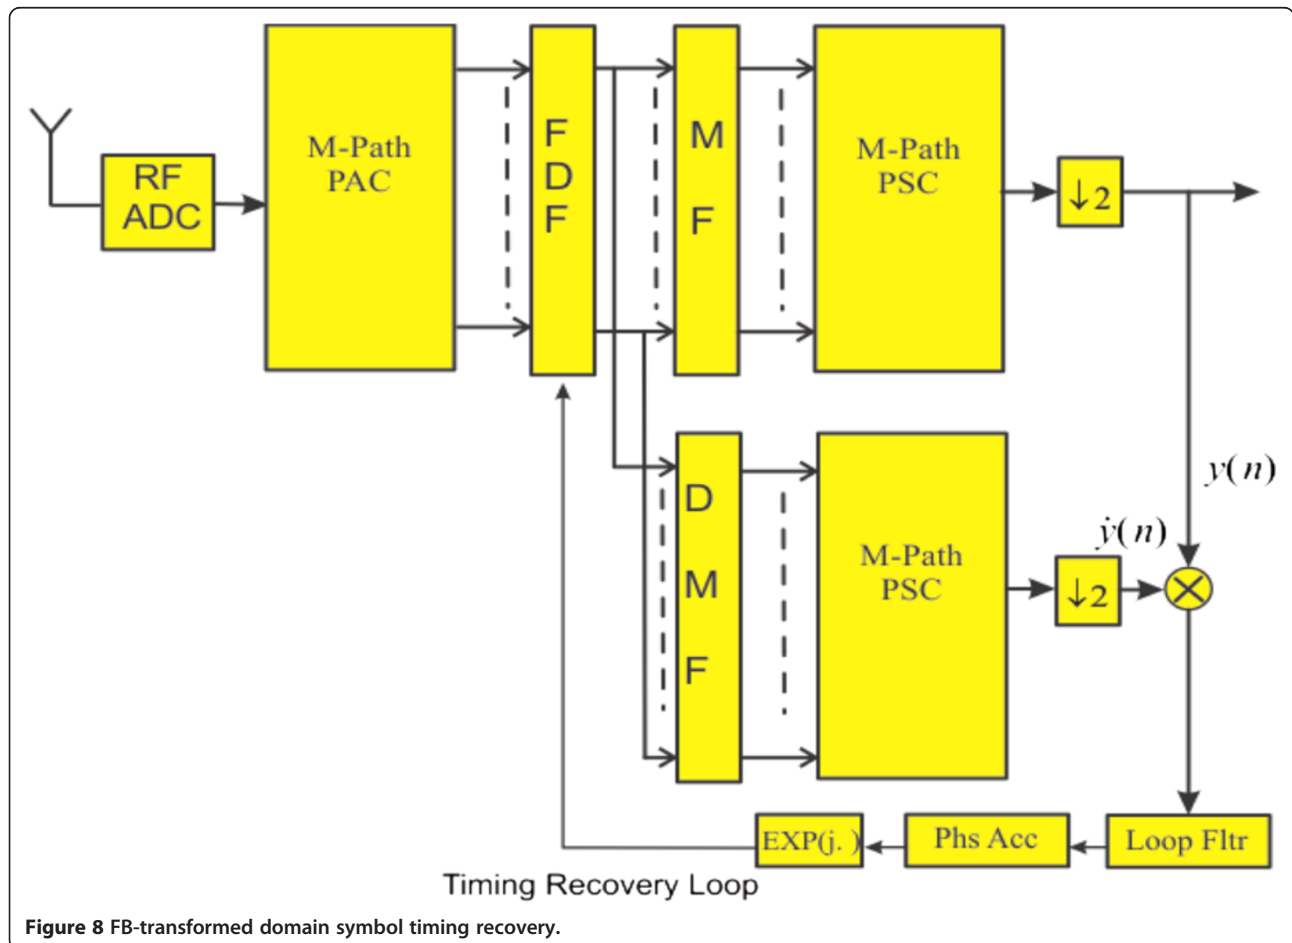 RF
ADC
M-Path
PAC
F
D
F
M
F
M-Path
PSC
↓2
y(n)
D
M
F
M-Path
PSC
ẏ(n)
↓2
EXP(j. )
Phs Acc
Loop Fltr
Timing Recovery Loop
Figure 8 FB-transformed domain symbol timing recovery.